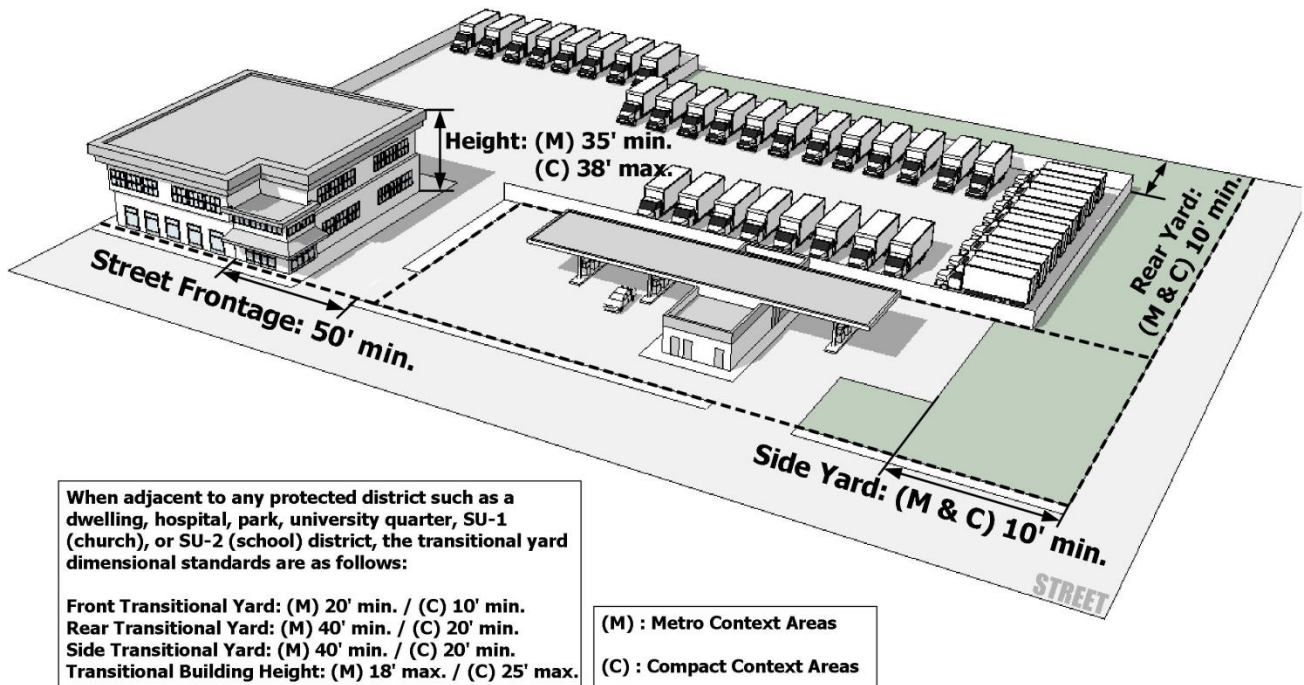 Height: (M) 35' min.
(C) 38' max.
Rear Yard:
(M & C) 10' min.
Street Frontage: 50' min.
Side Yard: (M & C) 10' min.
STREET
When adjacent to any protected district such as a
dwelling, hospital, park, university quarter, SU-1
(church), or SU-2 (school) district, the transitional yard
dimensional standards are as follows:
Front Transitional Yard: (M) 20' min. / (C) 10' min.
Rear Transitional Yard: (M) 40' min. / (C) 20' min.
Side Transitional Yard: (M) 40' min. / (C) 20' min.
Transitional Building Height: (M) 18' max. / (C) 25' max.
(M) : Metro Context Areas
(C) : Compact Context Areas